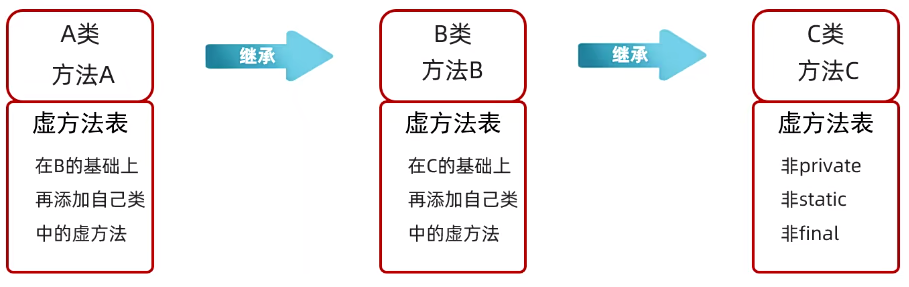 A类
方法A
继承
B类
方法B
继承
C类
方法C
虚方法表
在B的基础上
再添加自己类
中的虚方法
虚方法表
在C的基础上
再添加自己类
中的虚方法
虚方法表
非private
非static
非final